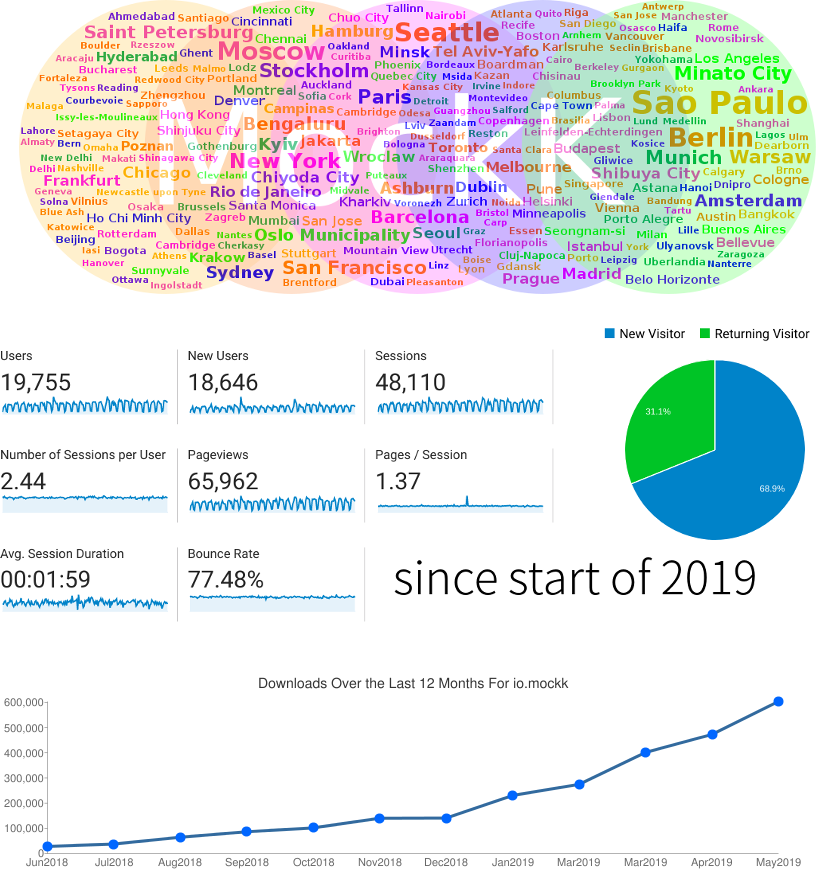 Ahmedabad Santiago Mexico City Tallinn Atlanta Quito Riga Antwerp
Cincinnati Chuo City Nairobi San Jose Manchester
Saint Petersburg Chennai Hamburg Seattle Recife San Diego Osasco Haifa Rome
Boulder Rzeszow Moscow Oakland Minsk Boston Arnhem Vancouver Novosibirsk
Aracaju Hyderabad Ghent Curitiba Tel Aviv-Yafo Karlsruhe Seclin Brisbane
Bucharest Leeds Malmo Lodz Stockholm Phoenix Bordeaux Boardman Cairo Berkeley Gurgaon Yokohama Los Angeles
Fortaleza Redwood City Portland Quebec City Msida Kazan Chisinau Minato City
Tysons Reading Montreal Auckland Kansas City Irvine Indore Brooklyn Park Kyoto Ankara
Courbevoie Sapporo Zhengzhou Denver Sofia Cork Paris Detroit Montevideo Columbus Sao Paulo
Malaga Campinas Cambridge Odesa Guangzhou Salford Cape Town Palma
Issy-les-Moulineaux Hong Kong Bengaluru Lviv Zaandam Copenhagen Brasilia Lisbon Lund Medellin Shanghai
Lahore Setagaya City Shinjuku City Brighton Dusseldorf Reston Leinfelden-Echterdingen Berlin Lagos Ulm
Almaty Bern Omaha Poznan Gothenburg Kyiv Jakarta Bologna Toronto Santa Clara Budapest Kosice Dearborn
New Delhi Makati Shinagawa City New York Wroclaw Araraquara Gliwice Munich Warsaw
Delhi Nashville Chicago Cleveland Chiyoda City Puteaux Shenzhen Melbourne Shibuya City Calgary Brno
Frankfurt Singapore Cologne
Geneva Newcastle upon Tyne Rio de Janeiro Midvale Ashburn Dublin Pune Astana Hanoi Dnipro
Solna Vilnius Osaka Brussels Santa Monica Kharkiv Voronezh Zurich Noida Helsinki Glendale Bandung Amsterdam
Blue Ash Ho Chi Minh City Zagreb Mumbai San Jose Barcelona Bristol Minneapolis Vienna Porto Alegre Tartu Austin Bangkok
Katowice Carp
Beijing Dallas Nantes Oslo Municipality Seoul Graz Essen Seongnam-si Milan Lille Buenos Aires
Iasi Bogota Cambridge Cherkasy Mountain View Utrecht Florianopolis Istanbul York Ulyanovsk Bellevue
Hanover Athens Krakow Basel Stuttgart Boise Cluj-Napoca Porto Leipzig Zaragoza
Rotterdam
Sunnyvale Sydney San Francisco Linz Lyon Gdansk Madrid Uberlandia Nanterre
Ottawa Ingolstadt Brentford Dubai Pleasanton Prague Belo Horizonte
MockK
New Visitor Returning Visitor
Users New Users Sessions
19,755 18,646 48,110
31.1%
68.9%
Number of Sessions per User Pageviews Pages / Session
2.44 65,962 1.37
Avg. Session Duration Bounce Rate
00:01:59 77.48%
since start of 2019
Downloads Over the Last 12 Months For io.mockk
600,000
500,000
400,000
300,000
200,000
100,000
0
Jun2018 Jul2018 Aug2018 Sep2018 Oct2018 Nov2018 Dec2018 Jan2019 Mar2019 Mar2019 Apr2019 May2019